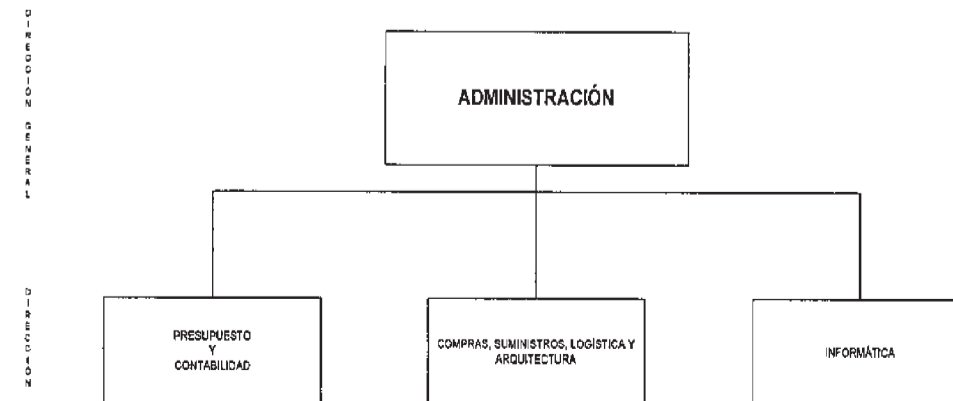 DIRECCIÓN GENERAL
ADMINISTRACIÓN
DIRECCIÓN
PRESUPUESTO
Y
CONTABILIDAD
COMPRAS, SUMINISTROS, LOGÍSTICA Y
ARQUITECTURA
INFORMÁTICA